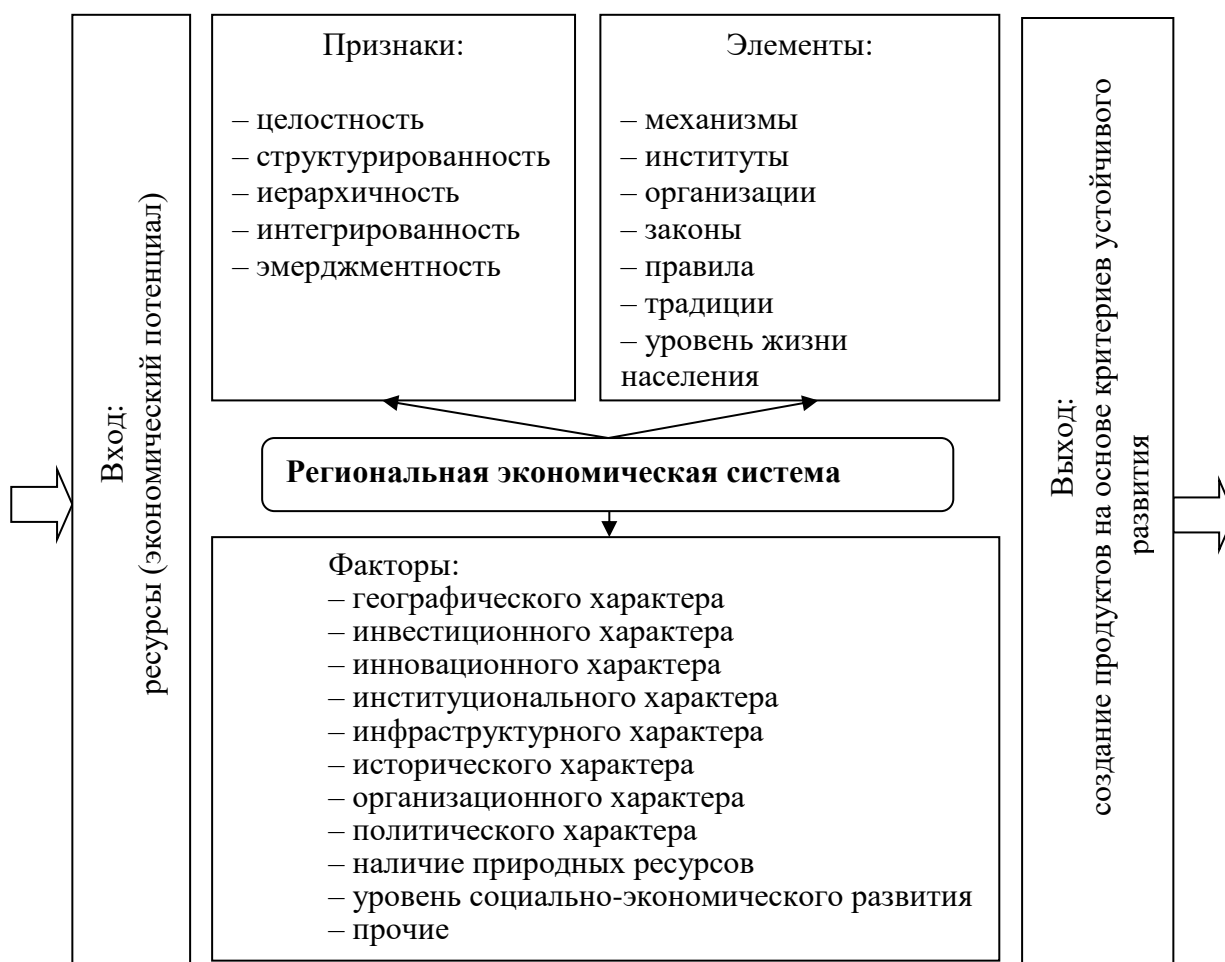 Вход:
ресурсы (экономический потенциал)
Признаки:
– целостность
– структурированность
– иерархичность
– интегрированность
– эмерджментность
Элементы:
– механизмы
– институты
– организации
– законы
– правила
– традиции
– уровень жизни
населения
Региональная экономическая система
Факторы:
– географического характера
– инвестиционного характера
– инновационного характера
– институционального характера
– инфраструктурного характера
– исторического характера
– организационного характера
– политического характера
– наличие природных ресурсов
– уровень социально-экономического развития
– прочие
Выход:
создание продуктов на основе критериев устойчивого
развития